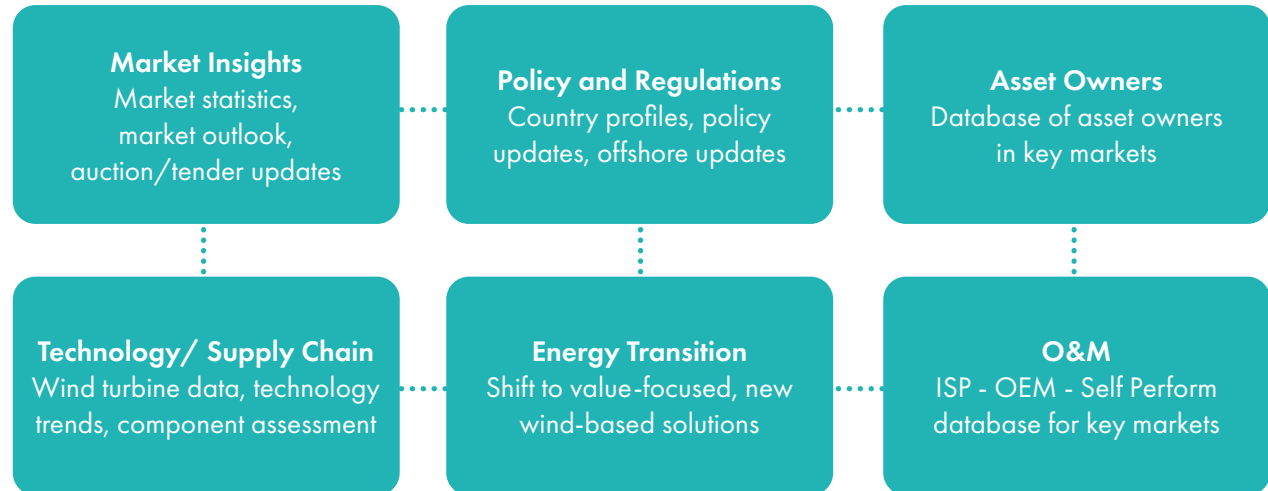 Market Insights
Market statistics,
market outlook,
auction/tender updates
Policy and Regulations
Country profiles, policy
updates, offshore updates
Asset Owners
Database of asset owners
in key markets
Technology/ Supply Chain
Wind turbine data, technology
trends, component assessment
Energy Transition
Shift to value-focused, new
wind-based solutions
O&M
ISP - OEM - Self Perform
database for key markets